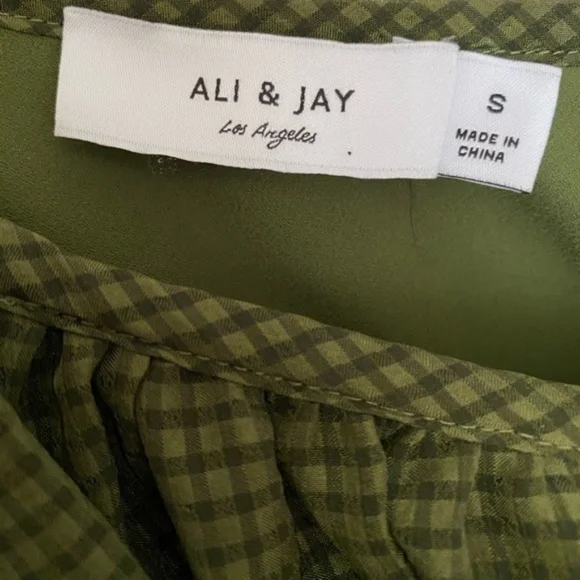 ALI & JAY
Los Angeles
S
MADE IN
CHINA